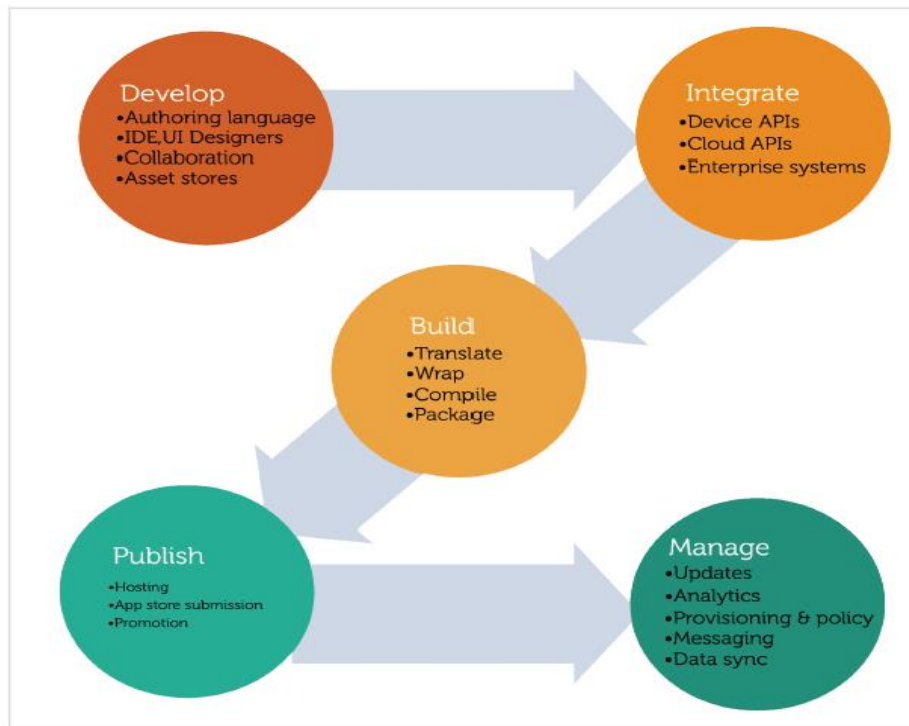 Develop
•Authoring language
•IDE,UI Designers
•Collaboration
•Asset stores
Integrate
•Device APIs
•Cloud APIs
•Enterprise systems
Build
•Translate
•Wrap
•Compile
•Package
Publish
•Hosting
•App store submission
•Promotion
Manage
•Updates
•Analytics
•Provisioning & policy
•Messaging
•Data sync